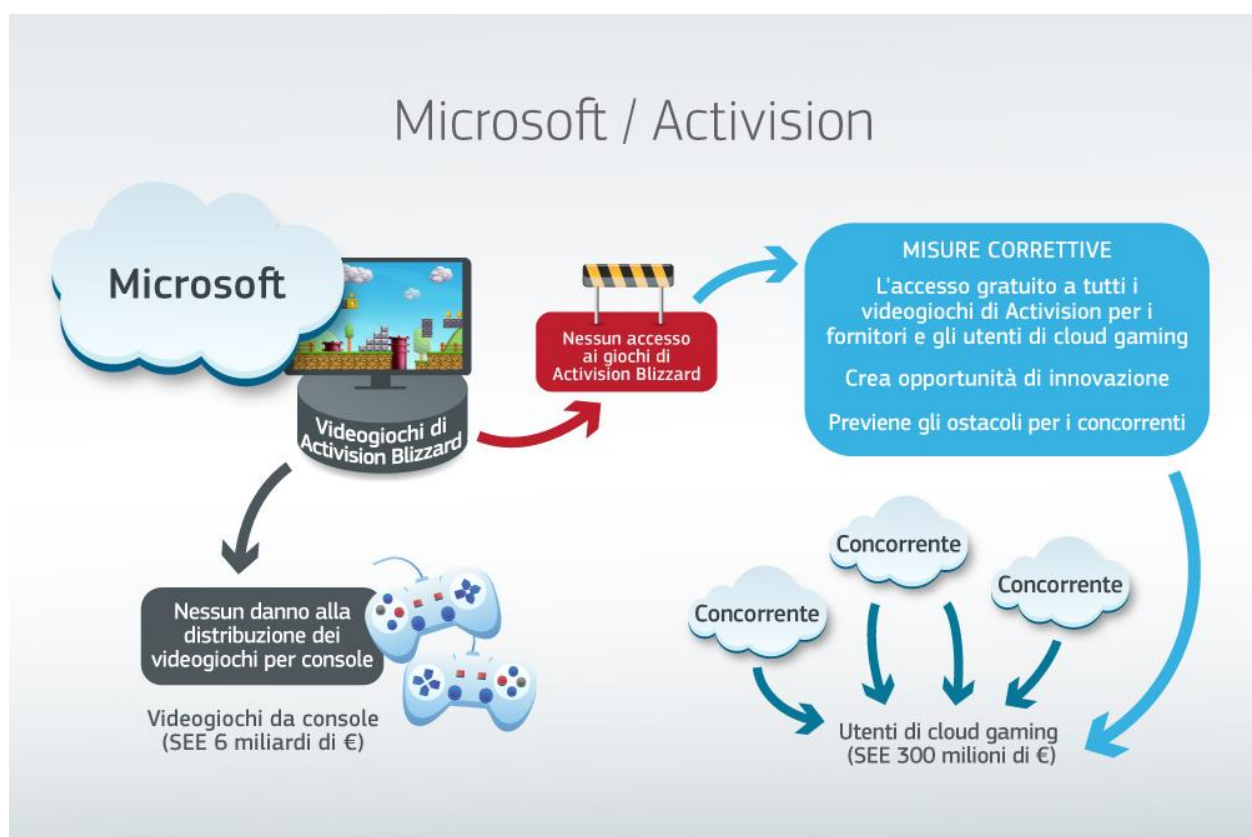 Microsoft / Activision
Microsoft
Videogiochi di
Activision Blizzard
Nessun accesso
ai giochi di
Activision Blizzard
MISURE CORRETTIVE
L'accesso gratuito a tutti i
videogiochi di Activision per i
fornitori e gli utenti di cloud gaming
Crea opportunità di innovazione
Previene gli ostacoli per i concorrenti
Nessun danno alla
distribuzione dei
videogiochi per console
Videogiochi da console
(SEE 6 miliardi di €)
Concorrente
Concorrente
Concorrente
Utenti di cloud gaming
(SEE 300 milioni di €)